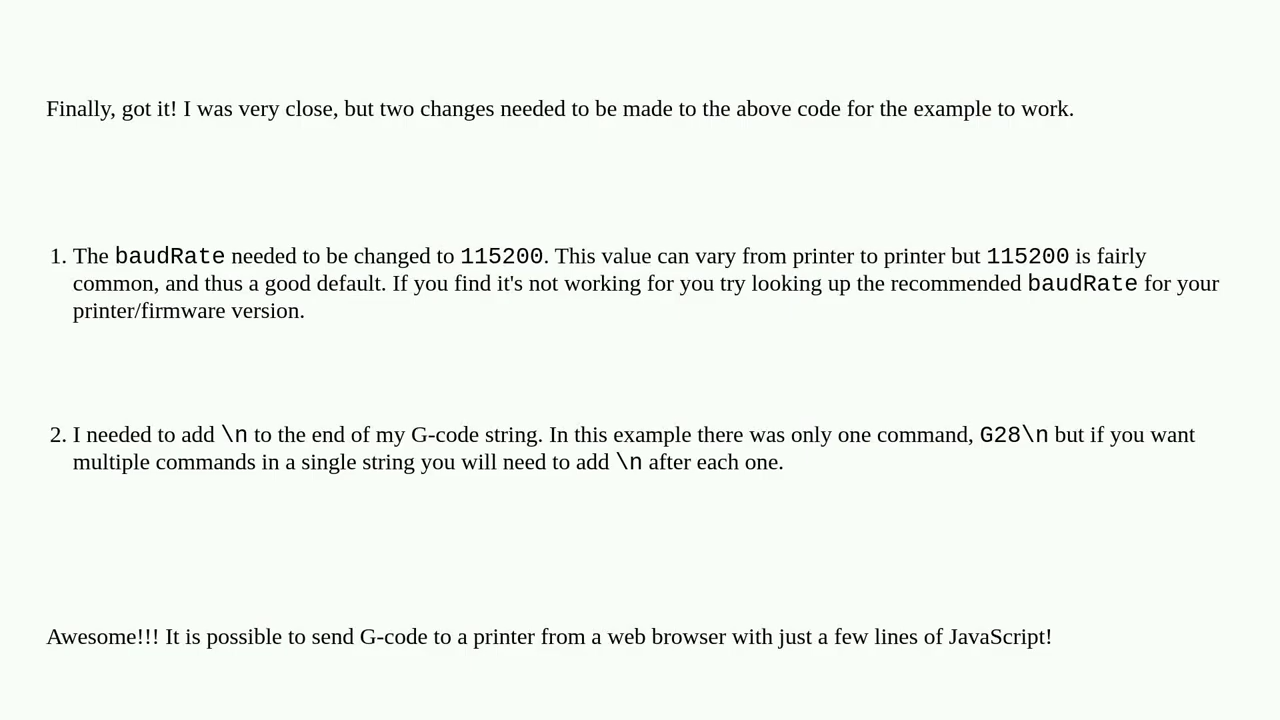 Finally, got it! I was very close, but two changes needed to be made to the above code for the example to work.
1. The baudRate needed to be changed to 115200. This value can vary from printer to printer but 115200 is fairly
common, and thus a good default. If you find it's not working for you try looking up the recommended baudRate for your
printer/firmware version.
2. I needed to add \n to the end of my G-code string. In this example there was only one command, G28\n but if you want
multiple commands in a single string you will need to add \n after each one.
Awesome!!! It is possible to send G-code to a printer from a web browser with just a few lines of JavaScript!